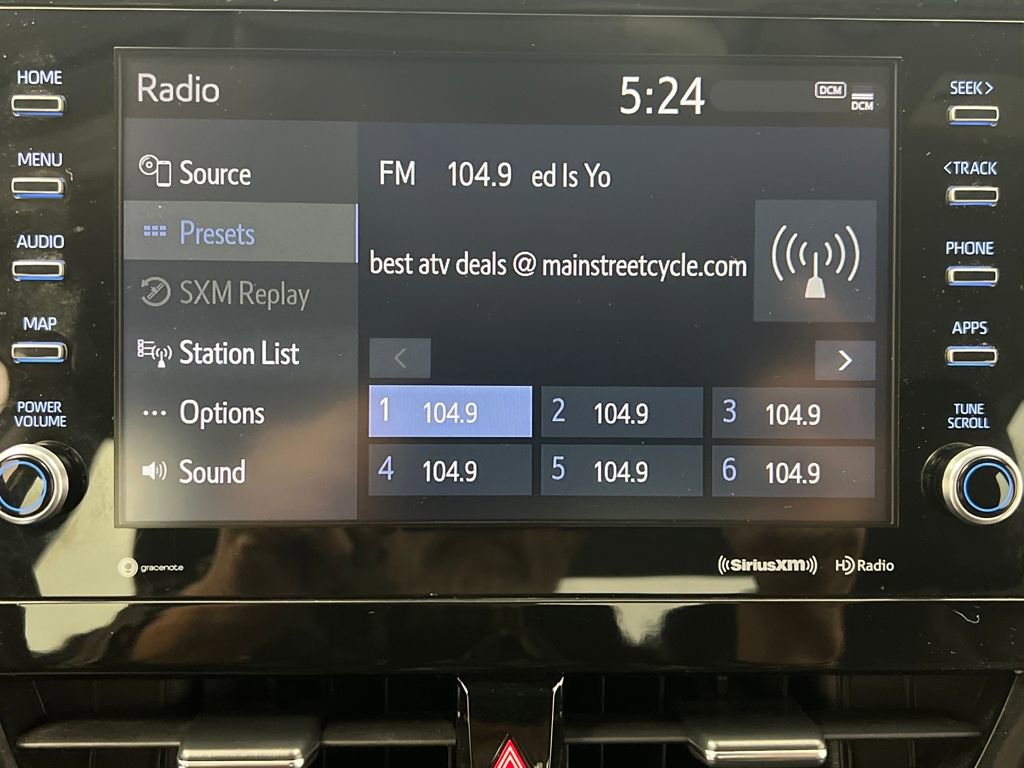 HOME
MENU
AUDIO
MAP
POWER
VOLUME
Radio
5:24
DCM
DCM
Source
Presets
SXM Replay
Station List
Options
Sound
FM 104.9 ed Is Yo
best atv deals @ mainstreetcycle.com
<
>
1 104.9
2 104.9
3 104.9
4 104.9
5 104.9
6 104.9
SEEK>
<TRACK
PHONE
APPS
TUNE
SCROLL
gracenote
((SiriusXM))
HD Radio